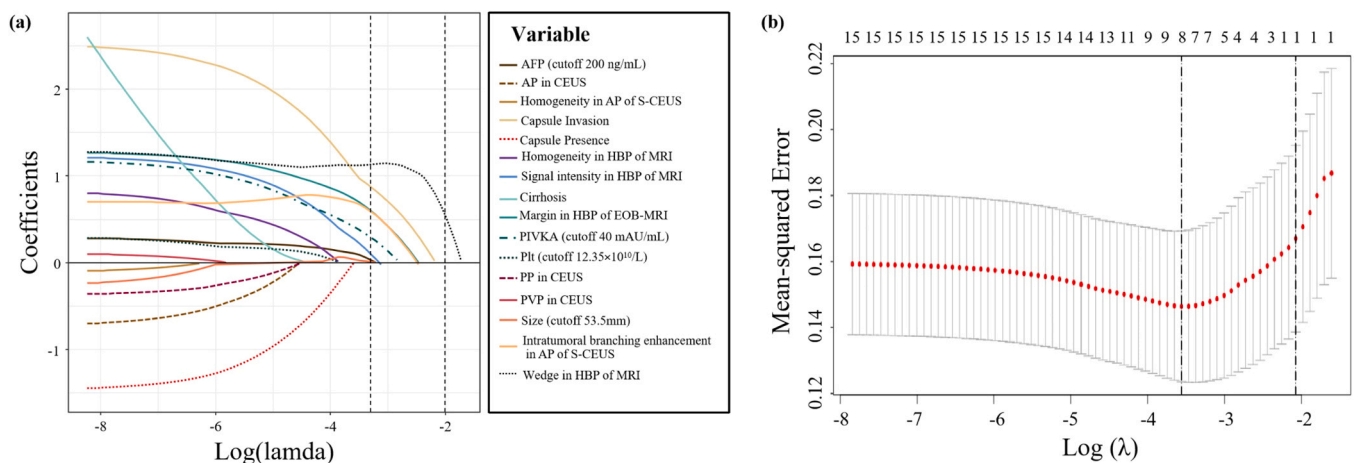 (a)
2
1
0
-1
Coefficients
-8
-6
-4
-2
Log(lamda)
Variable
AFP (cutoff 200 ng/mL)
AP in CEUS
Homogeneity in AP of S-CEUS
Capsule Invasion
Capsule Presence
Homogeneity in HBP of MRI
Signal intensity in HBP of MRI
Cirrhosis
Margin in HBP of EOB-MRI
PIVKA (cutoff 40 mAU/mL)
Plt (cutoff 12.35×10¹⁰/L)
PP in CEUS
PVP in CEUS
Size (cutoff 53.5mm)
Intratumoral branching enhancement
in AP of S-CEUS
Wedge in HBP of MRI
(b)
15 15 15 15 15 15 15 15 15 15 14 14 13 11 9 9 8 7 7 5 4 4 3 1 1 1 1
0.22
0.20
0.18
0.16
0.14
0.12
Mean-squared Error
-8
-7
-6
-5
-4
-3
-2
Log (λ)